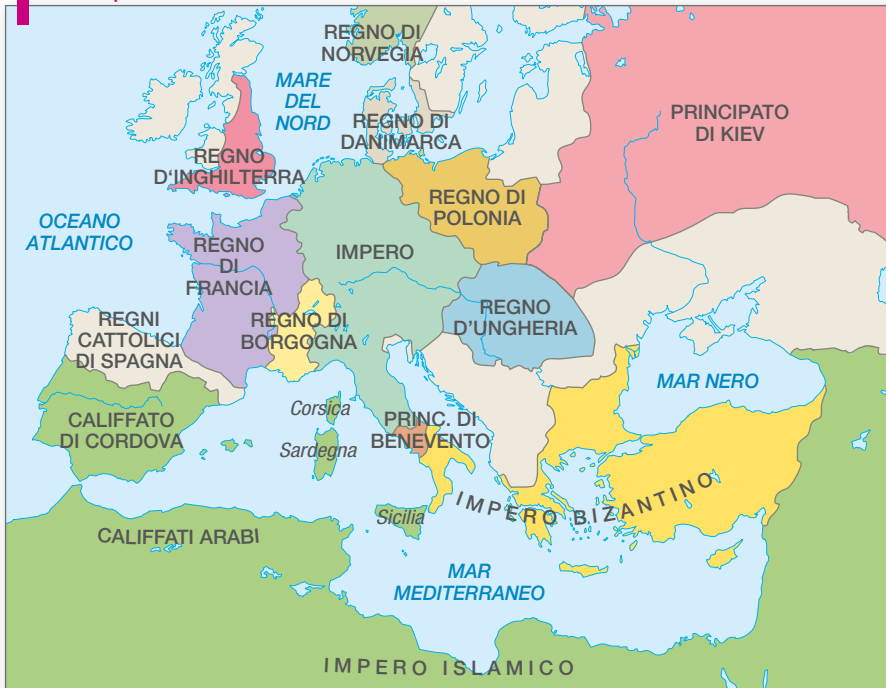 REGNO DI
NORVEGIA
MARE
DEL
NORD
REGNO DI
DANIMARCA
PRINCIPATO
DI KIEV
REGNO
D'INGHILTERRA
REGNO DI
POLONIA
OCEANO
ATLANTICO
REGNO
DI
FRANCIA
IMPERO
REGNO
D'UNGHERIA
REGNI
CATTOLICI
DI SPAGNA
REGNO DI
BORGOGNA
MAR NERO
CALIFFATO
DI CORDOVA
Corsica
Sardegna
PRINC. DI
BENEVENTO
IMPERO BIZANTINO
Sicilia
CALIFFATI ARABI
MAR
MEDITERRANEO
IMPERO ISLAMICO